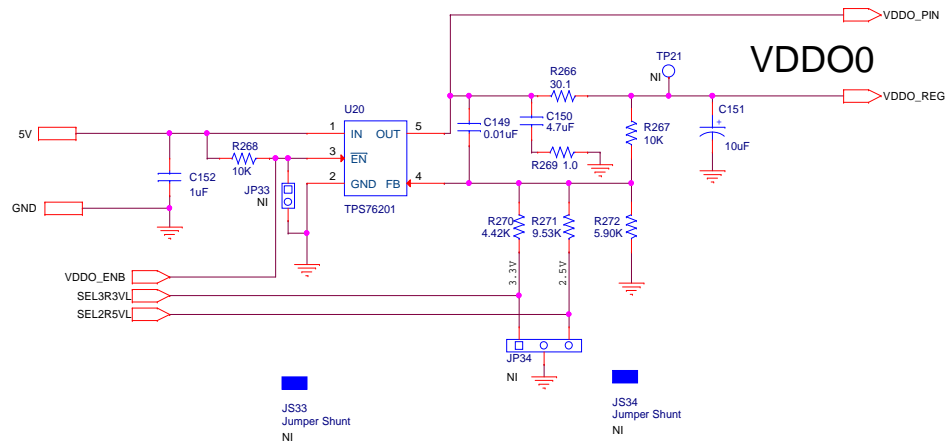 VDDO_PIN
VDDO0
TP21
NI
R266
30.1
VDDO_REG
U20
C149
0.01uF
C150
4.7uF
R267
10K
C151
+
10uF
5V
1
IN
OUT
5
R268
10K
3
EN
R269 1.0
C152
1uF
JP33
NI
2
GND
FB
4
TPS76201
GND
R270
4.42K
R271
9.53K
R272
5.90K
VDDO_ENB
3.3V
2.5V
SEL3R3VL
SEL2R5VL
JP34
NI
JS33
Jumper Shunt
NI
JS34
Jumper Shunt
NI